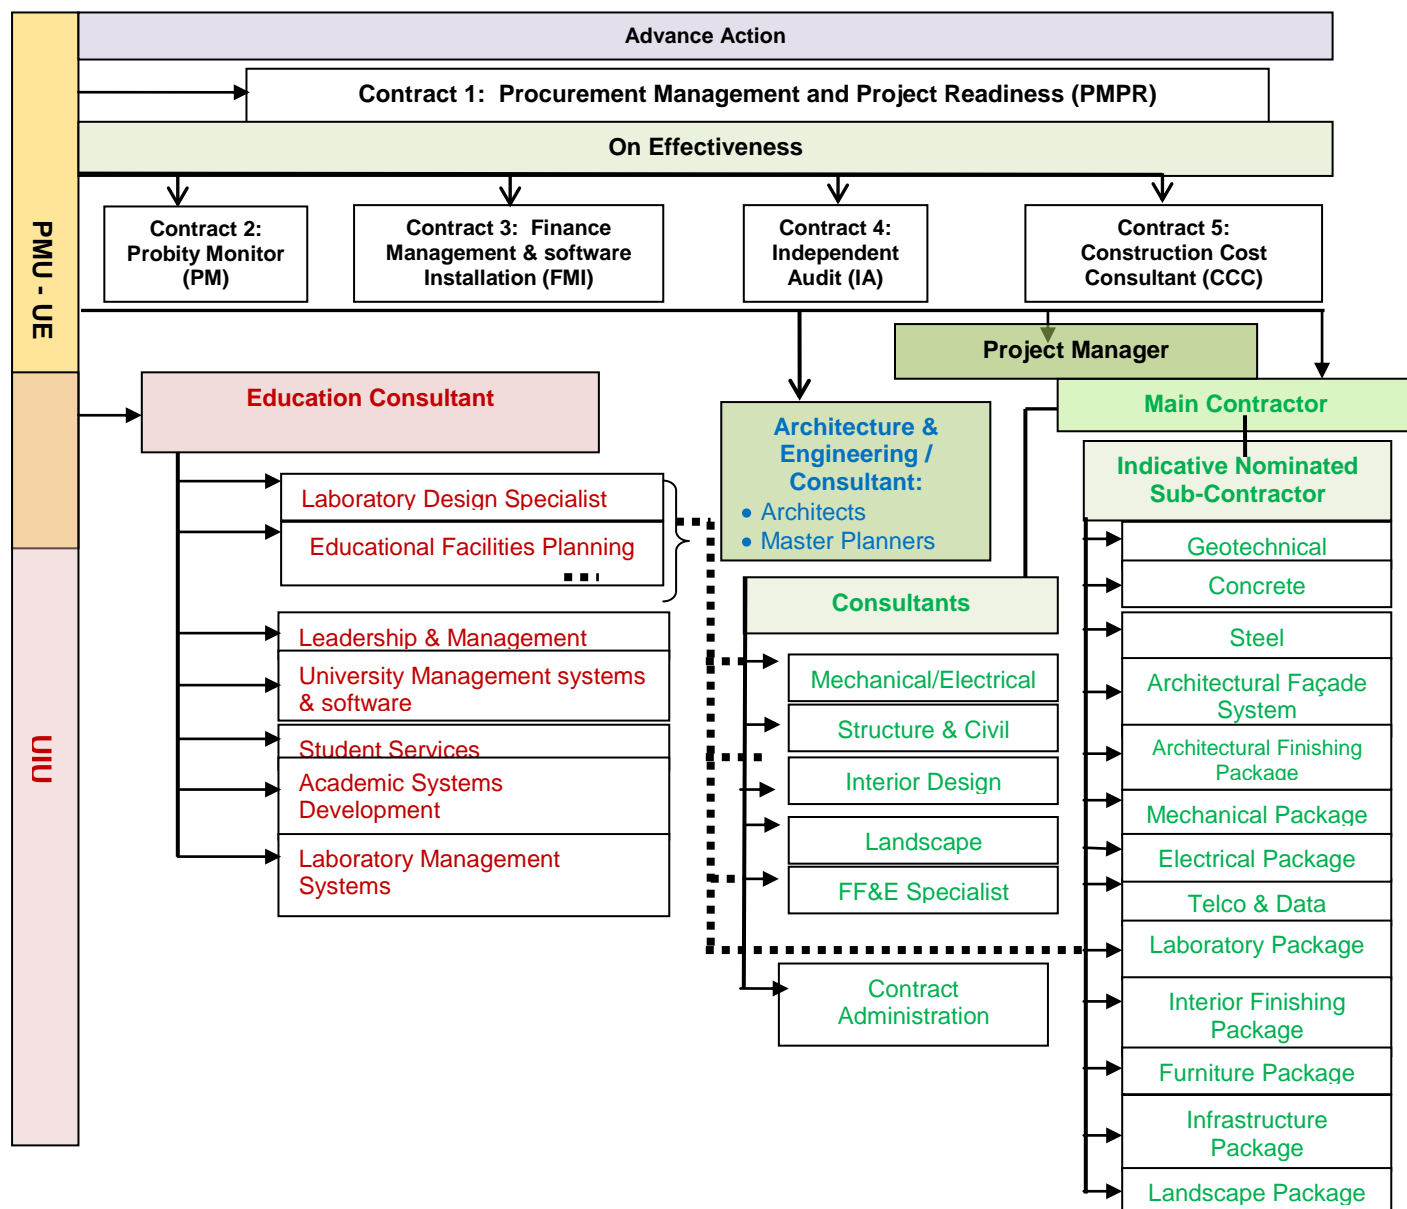 Advance Action
Contract 1:  Procurement Management and Project Readiness (PMPR)
On Effectiveness
PMU - UE
Contract 2:
Probity Monitor
(PM)
Contract 3:  Finance
Management & software
Installation (FMI)
Contract 4:
Independent
Audit (IA)
Contract 5:
Construction Cost
Consultant (CCC)
Project Manager
Education Consultant
Architecture &
Engineering /
Consultant:
• Architects
• Master Planners
Main Contractor
Indicative Nominated
Sub-Contractor
UIU
Laboratory Design Specialist
Educational Facilities Planning
Leadership & Management
University Management systems
& software
Student Services
Academic Systems
Development
Laboratory Management
Systems
Consultants
Mechanical/Electrical
Structure & Civil
Interior Design
Landscape
FF&E Specialist
Contract
Administration
Geotechnical
Concrete
Steel
Architectural Façade
System
Architectural Finishing
Package
Mechanical Package
Electrical Package
Telco & Data
Laboratory Package
Interior Finishing
Package
Furniture Package
Infrastructure
Package
Landscape Package